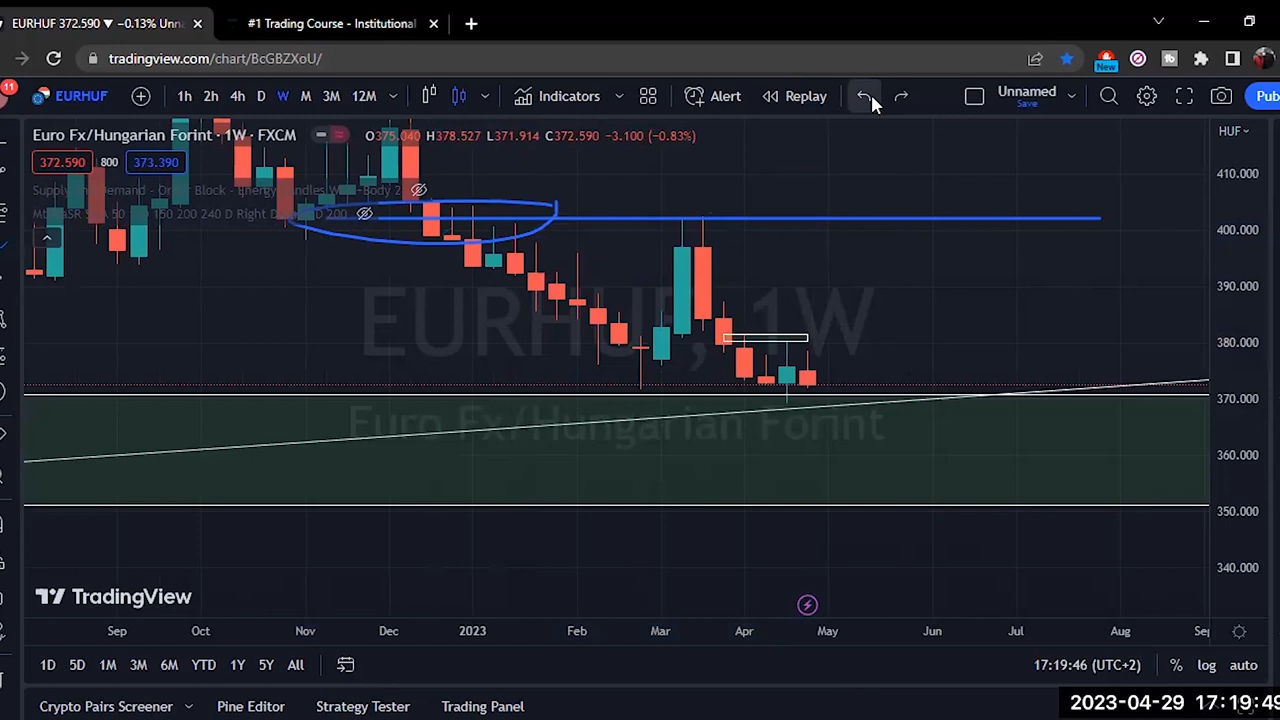 EURHUF 372.590 ▼ −0.13% Unna
#1 Trading Course - Institutional
tradingview.com/chart/BcGBZXoU/
New
11
EURHUF
1h 2h 4h D W M 3M 12M
Indicators
Alert
Replay
Unnamed
Save
Pub
Euro Fx/Hungarian Forint · 1W · FXCM
O375.040 H378.527 L371.914 C372.590 −3.100 (−0.83%)
HUF
372.590 800 373.390
410.000
400.000
390.000
380.000
370.000
360.000
350.000
340.000
EURHUF, 1W
Euro Fx/Hungarian Forint
TradingView
Sep Oct Nov Dec 2023 Feb Mar Apr May Jun Jul Aug Sep
1D 5D 1M 3M 6M YTD 1Y 5Y All
17:19:46 (UTC+2) % log auto
Crypto Pairs Screener Pine Editor Strategy Tester Trading Panel
2023-04-29 17:19:49